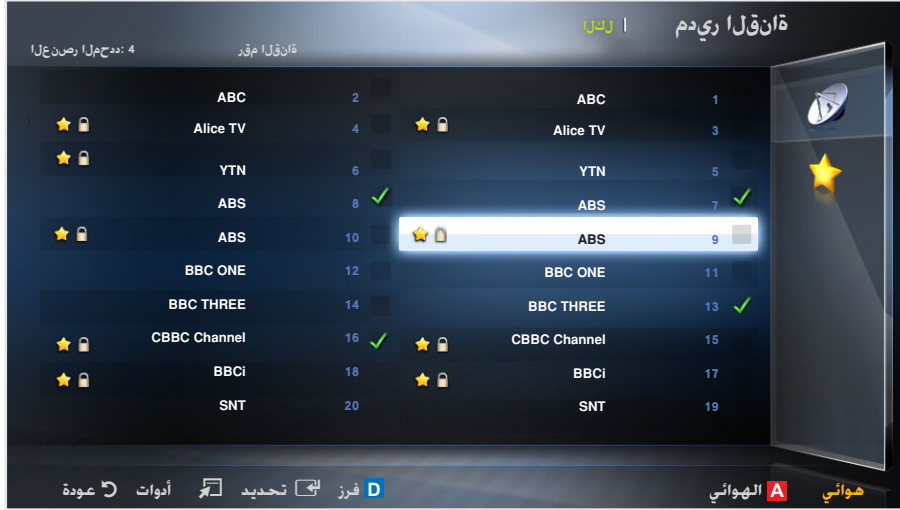 ةانقلا ريدم | لكلا
ةانقلا مقر
4 :ددحملا رصنعلا
1 ABC 2 ABC
3 Alice TV 4 Alice TV
5 YTN 6 YTN
7 ABS 8 ABS
9 ABS 10 ABS
11 BBC ONE 12 BBC ONE
13 BBC THREE 14 BBC THREE
15 CBBC Channel 16 CBBC Channel
17 BBCi 18 BBCi
19 SNT 20 SNT
هوائي A الهوائي D فرز تحديد أدوات عودة